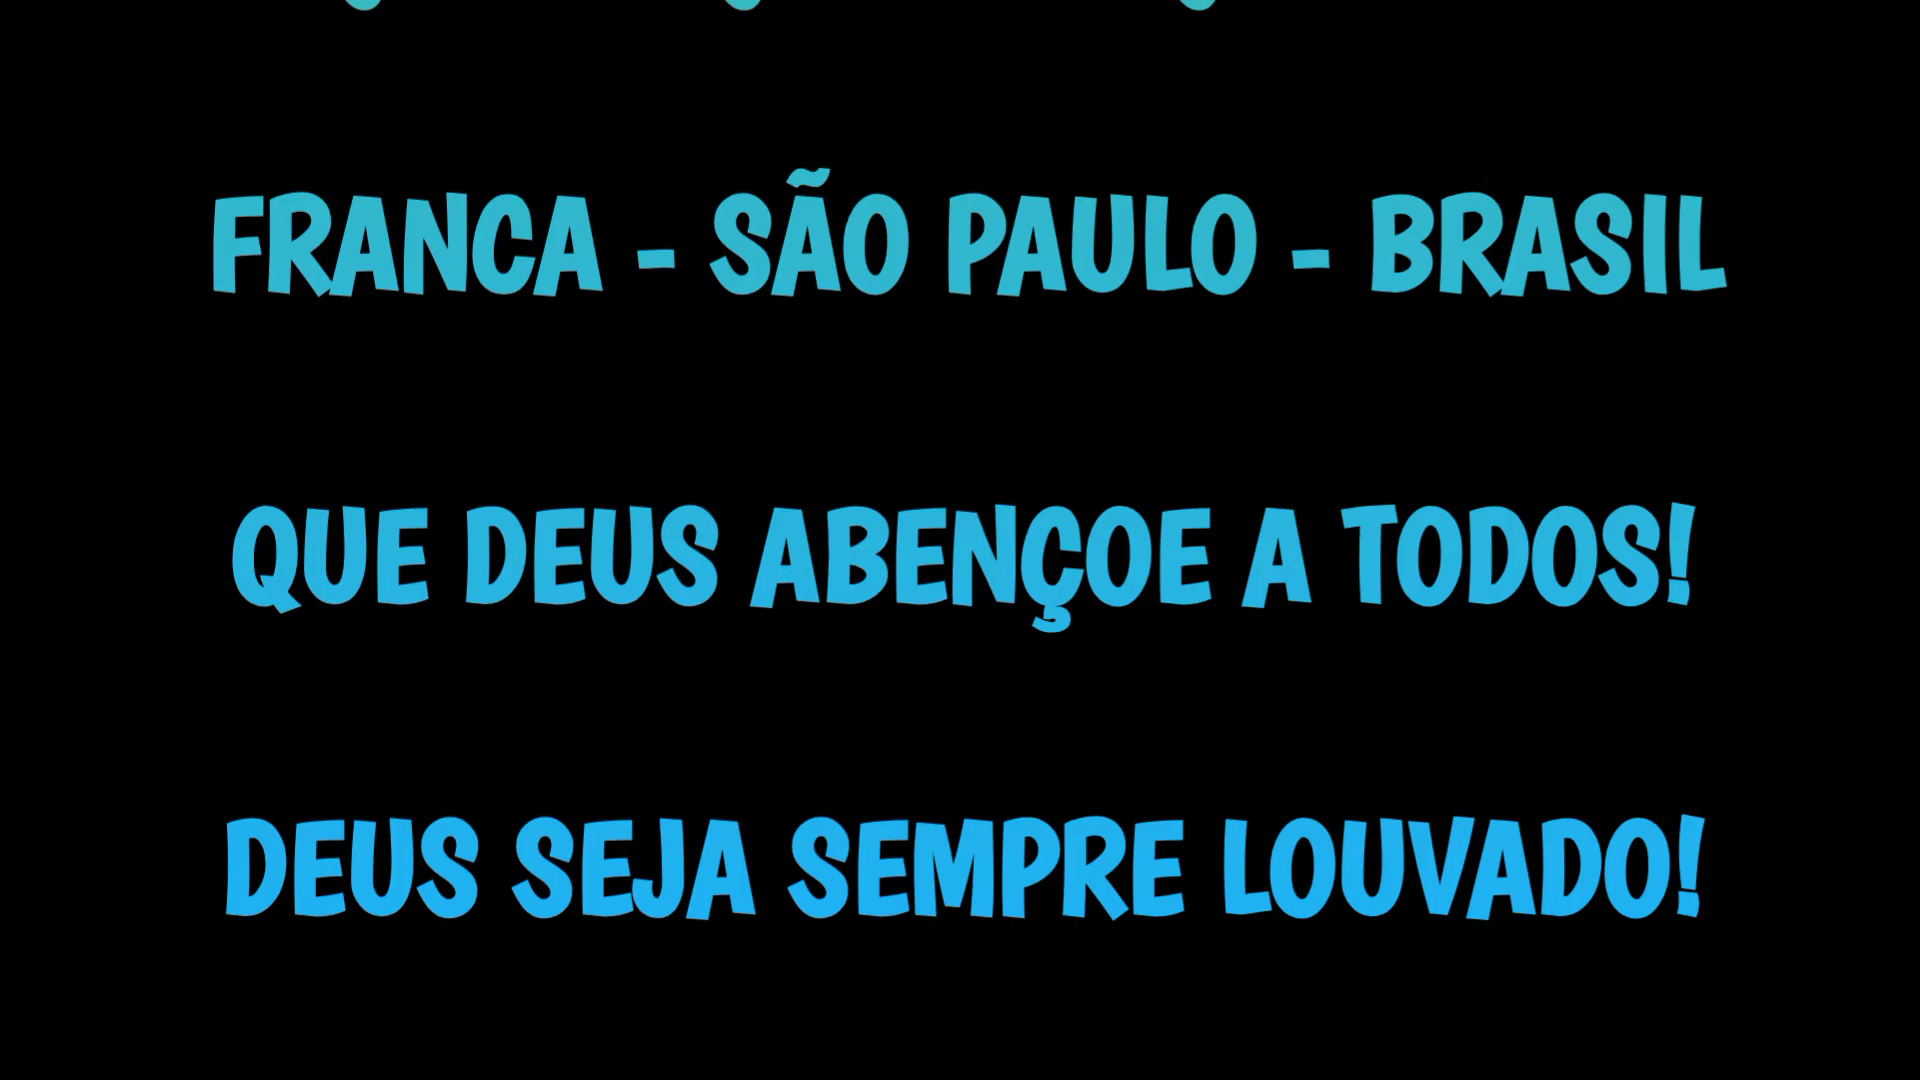 FRANCA - SÃO PAULO - BRASIL
QUE DEUS ABENÇOE A TODOS!
DEUS SEJA SEMPRE LOUVADO!